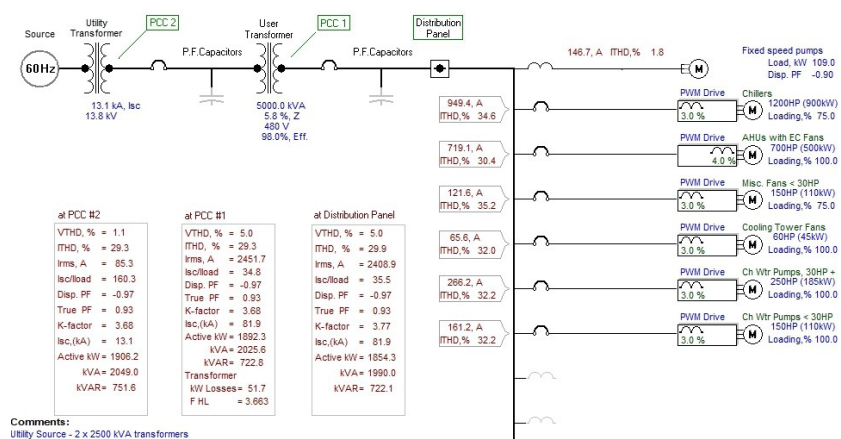 Source
60Hz
Utility
Transformer
PCC 2
13.1 kA, Isc
13.8 kV
P.F.Capacitors
User
Transformer
PCC 1
5000.0 kVA
5.8 %, Z
480 V
98.0%, Eff.
P.F.Capacitors
Distribution
Panel
146.7, A ITHD,% 1.8
M
Fixed speed pumps
Load, kW 109.0
Disp. PF -0.90
949.4, A
ITHD,% 34.6
PWM Drive
3.0 %
M
Chillers
1200HP (900kW)
Loading,% 75.0
719.1, A
ITHD,% 30.4
PWM Drive
4.0 %
M
AHUs with EC Fans
700HP (500kW)
Loading,% 100.0
121.6, A
ITHD,% 35.2
PWM Drive
3.0 %
M
Misc. Fans < 30HP
150HP (110kW)
Loading,% 75.0
65.6, A
ITHD,% 32.0
PWM Drive
3.0 %
M
Cooling Tower Fans
60HP (45kW)
Loading,% 100.0
266.2, A
ITHD,% 32.2
PWM Drive
3.0 %
M
Ch Wtr Pumps, 30HP +
250HP (185kW)
Loading,% 100.0
161.2, A
ITHD,% 32.2
PWM Drive
3.0 %
M
Ch Wtr Pumps < 30HP
150HP (110kW)
Loading,% 100.0
at PCC #2
VTHD, % = 1.1
ITHD, % = 29.3
Irms, A = 85.3
Isc/Iload = 160.3
Disp. PF = -0.97
True PF = 0.93
K-factor = 3.68
Isc,(kA) = 13.1
Active kW = 1906.2
kVA = 2049.0
kVAR = 751.6
at PCC #1
VTHD, % = 5.0
ITHD, % = 29.3
Irms, A = 2451.7
Isc/Iload = 34.8
Disp. PF = -0.97
True PF = 0.93
K-factor = 3.68
Isc,(kA) = 81.9
Active kW = 1892.3
kVA = 2025.6
kVAR = 722.8
Transformer
kW Losses = 51.7
F HL = 3.663
at Distribution Panel
VTHD, % = 5.0
ITHD, % = 29.9
Irms, A = 2408.9
Isc/Iload = 35.5
Disp. PF = -0.97
True PF = 0.93
K-factor = 3.77
Isc,(kA) = 81.9
Active kW = 1854.3
kVA = 1990.0
kVAR = 722.1
Comments:
Ultility Source - 2 x 2500 kVA transformers